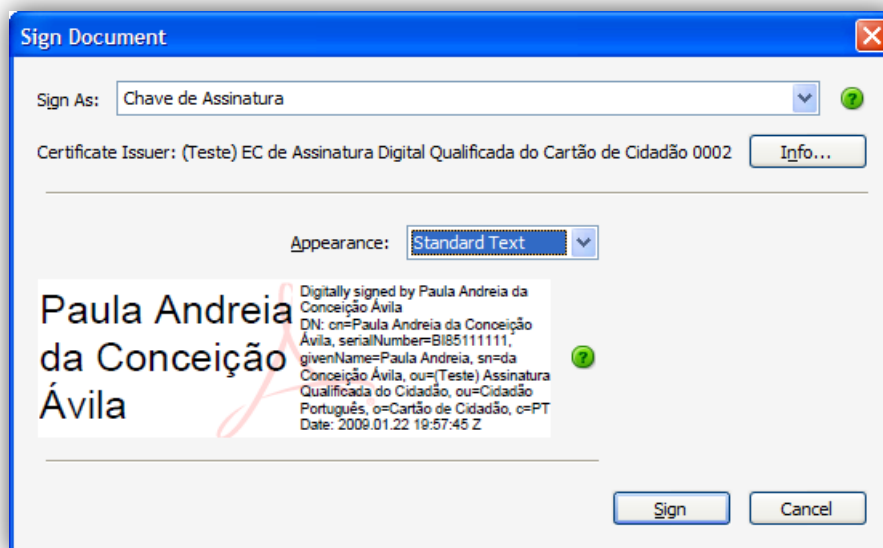 Sign Document
Sign As: Chave de Assinatura
Certificate Issuer: (Teste) EC de Assinatura Digital Qualificada do Cartão de Cidadão 0002 Info...
Appearance: Standard Text
Paula Andreia
da Conceição
Ávila
Digitally signed by Paula Andreia da
Conceição Ávila
DN: cn=Paula Andreia da Conceição
Ávila, serialNumber=BI85111111,
givenName=Paula Andreia, sn=da
Conceição Ávila, ou=(Teste) Assinatura
Qualificada do Cidadão, ou=Cidadão
Português, o=Cartão de Cidadão, c=PT
Date: 2009.01.22 19:57:45 Z
Sign Cancel